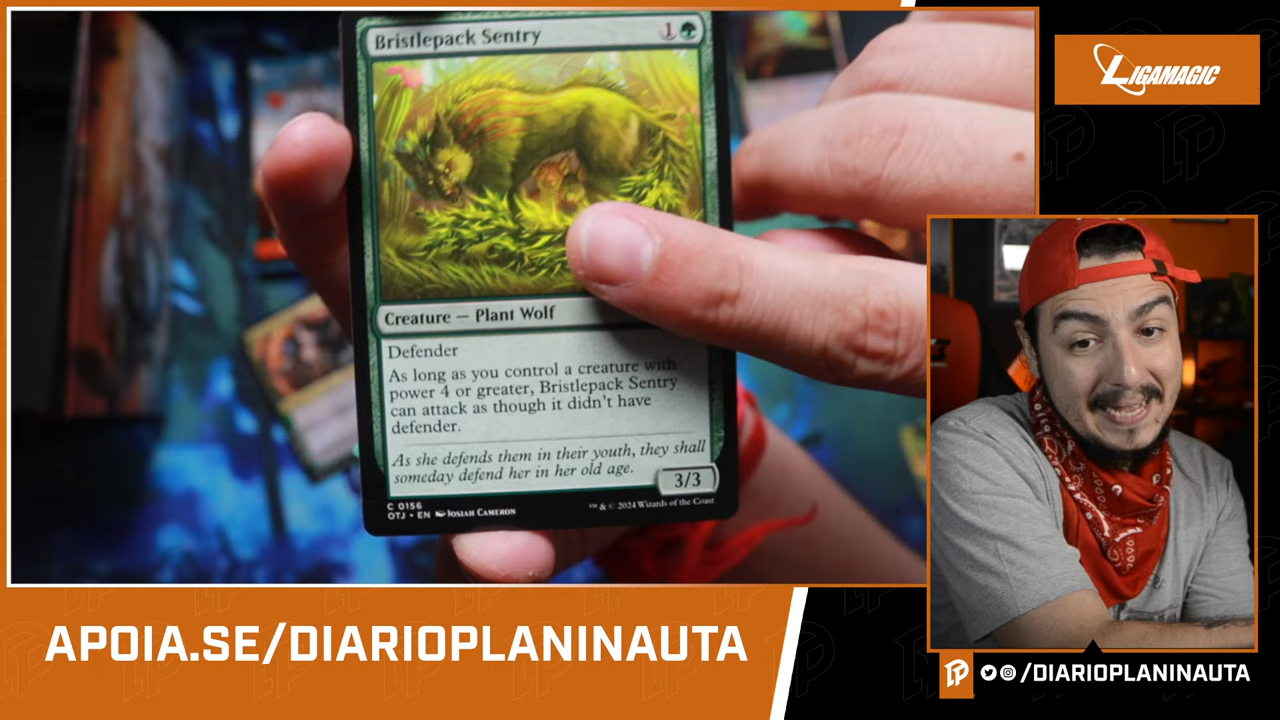 Bristlepack Sentry 1
Creature — Plant Wolf
Defender
As long as you control a creature with
power 4 or greater, Bristlepack Sentry
can attack as though it didn't have
defender.
As she defends them in their youth, they shall
someday defend her in her old age.
3/3
C 0156
OTJ • EN Josiah Cameron
™ & © 2024 Wizards of the Coast
LIGAMAGIC
APOIA.SE/DIARIOPLANINAUTA
/DIARIOPLANINAUTA